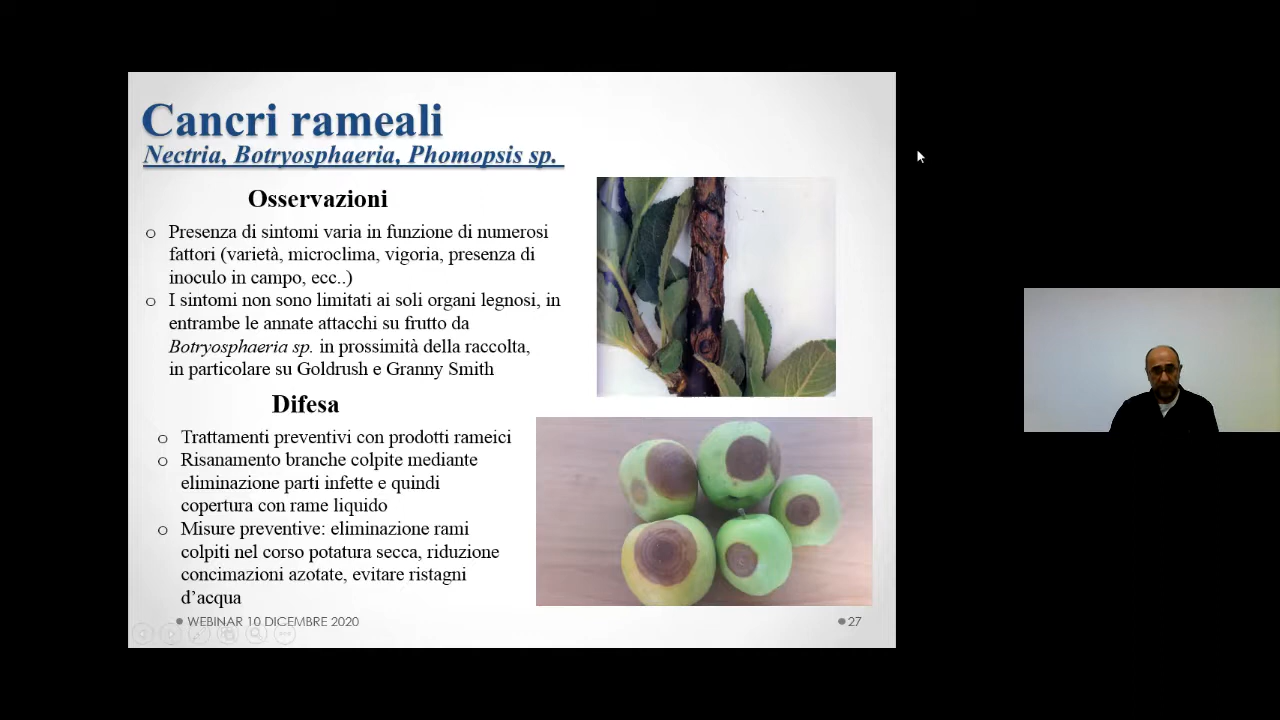 Cancri rameali
Nectria, Botryosphaeria, Phomopsis sp.
Osservazioni
o Presenza di sintomi varia in funzione di numerosi
fattori (varietà, microclima, vigoria, presenza di
inoculo in campo, ecc..)
o I sintomi non sono limitati ai soli organi legnosi, in
entrambe le annate attacchi su frutto da
Botryosphaeria sp. in prossimità della raccolta,
in particolare su Goldrush e Granny Smith
Difesa
o Trattamenti preventivi con prodotti rameici
o Risanamento branche colpite mediante
eliminazione parti infette e quindi
copertura con rame liquido
o Misure preventive: eliminazione rami
colpiti nel corso potatura secca, riduzione
concimazioni azotate, evitare ristagni
d’acqua
● WEBINAR 10 DICEMBRE 2020
● 27